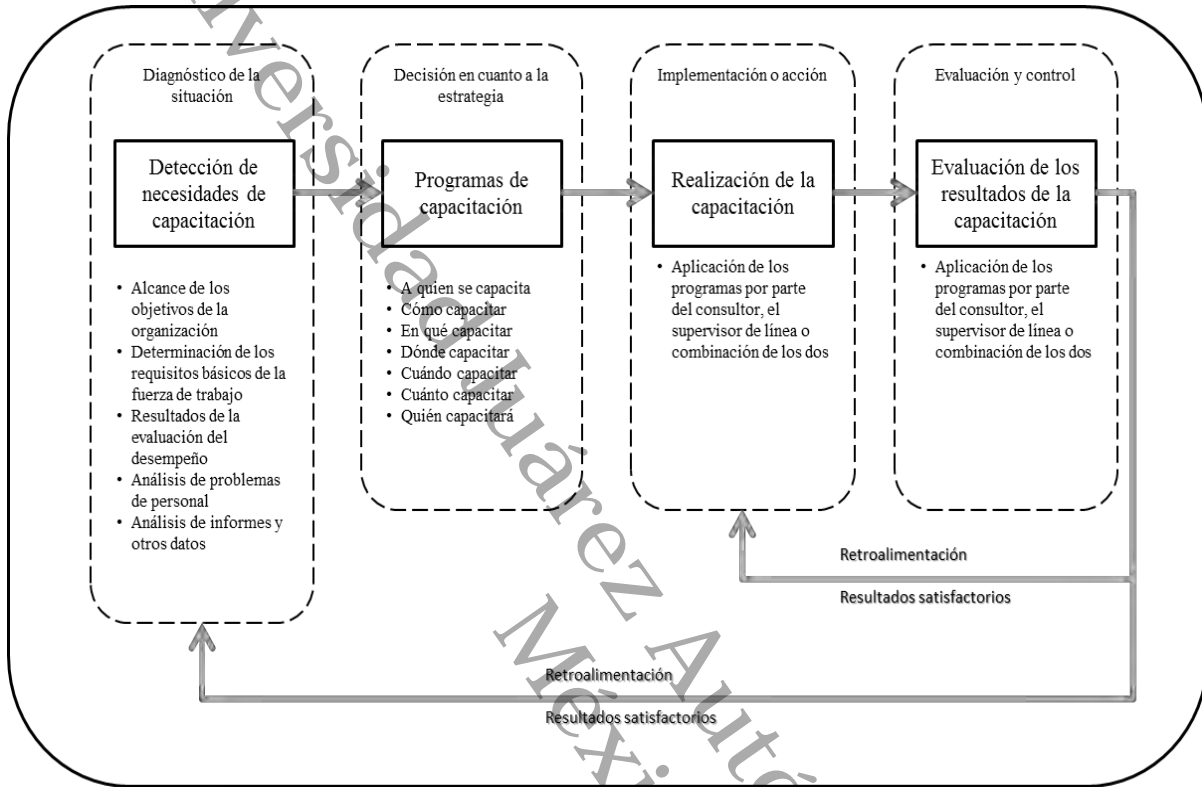 Diagnóstico de la
situación
Detección de
necesidades de
capacitación
• Alcance de los
objetivos de la
organización
• Determinación de los
requisitos básicos de la
fuerza de trabajo
• Resultados de la
evaluación del
desempeño
• Análisis de problemas
de personal
• Análisis de informes y
otros datos
Decisión en cuanto a la
estrategia
Programas de
capacitación
• A quien se capacita
• Cómo capacitar
• En qué capacitar
• Dónde capacitar
• Cuándo capacitar
• Cuánto capacitar
• Quién capacitará
Implementación o acción
Realización de la
capacitación
• Aplicación de los
programas por parte
del consultor, el
supervisor de línea o
combinación de los dos
Evaluación y control
Evaluación de los
resultados de la
capacitación
• Aplicación de los
programas por parte
del consultor, el
supervisor de línea o
combinación de los dos
Retroalimentación
Resultados satisfactorios
Retroalimentación
Resultados satisfactorios
versidad Juárez Autó
Méxi